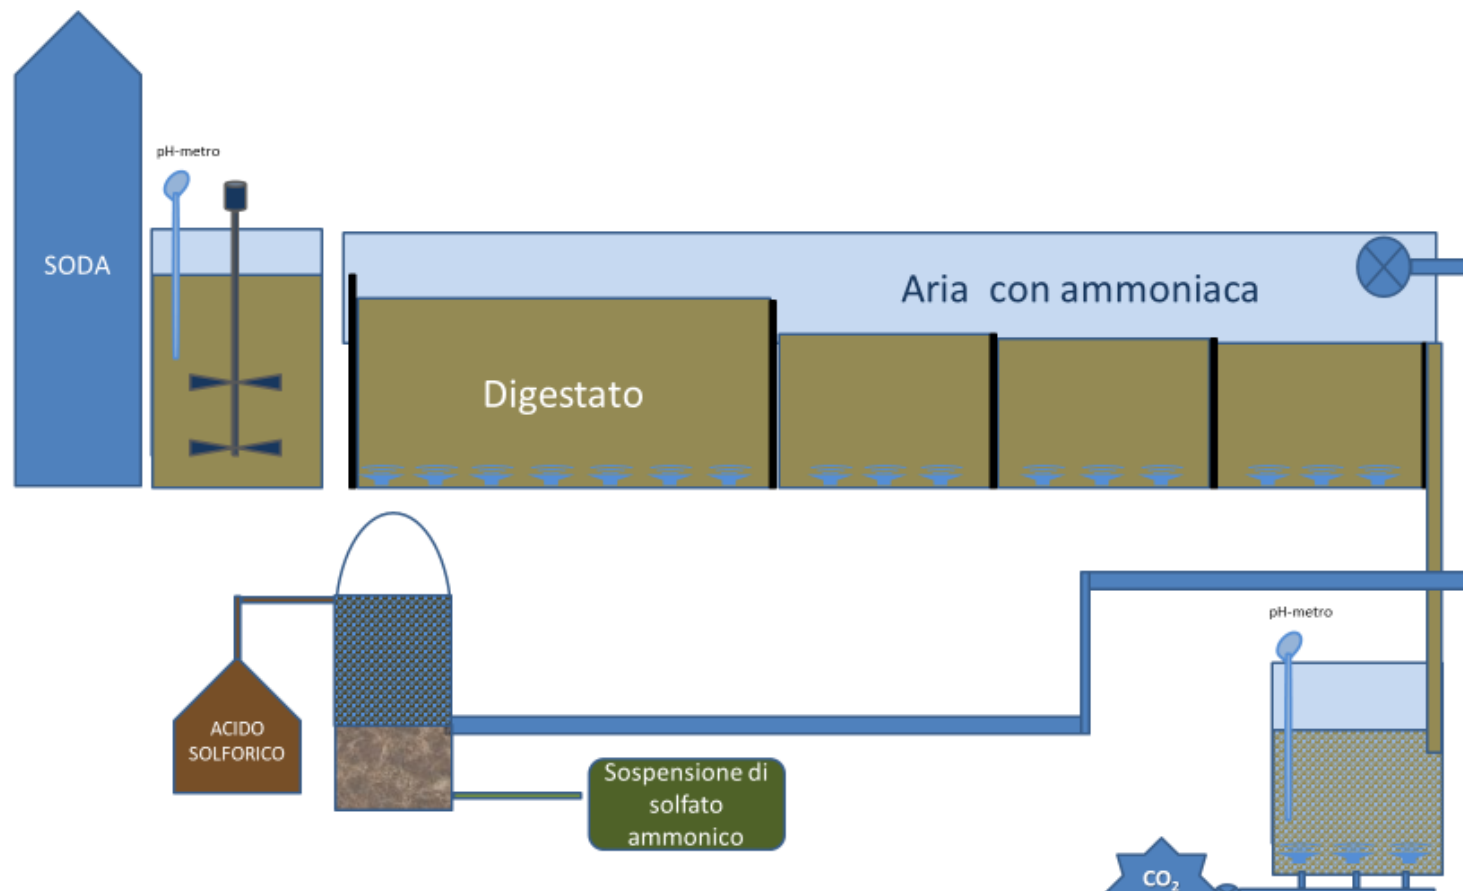 pH-metro
SODA
Aria con ammoniaca
Digestato
pH-metro
ACIDO
SOLFORICO
Sospensione di
solfato
ammonico
CO₂